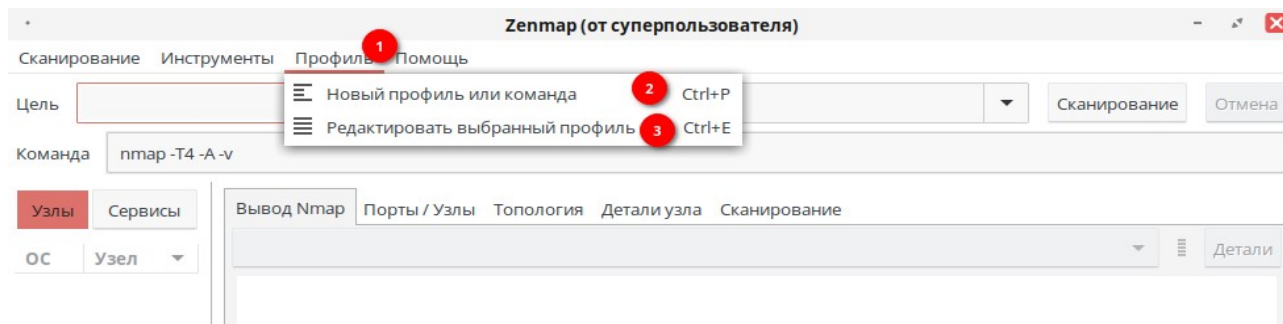 Zenmap (от суперпользователя)
Сканирование Инструменты Профиль Помощь
1
Новый профиль или команда 2 Ctrl+P
Цель Сканирование Отмена
Редактировать выбранный профиль 3 Ctrl+E
Команда nmap -T4 -A -v
Узлы Сервисы Вывод Nmap Порты / Узлы Топология Детали узла Сканирование
ОС Узел Детали